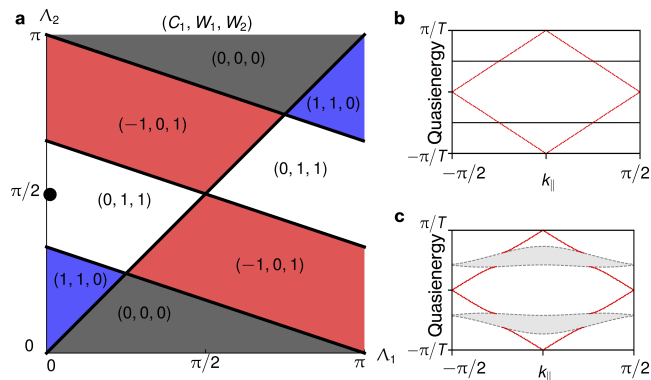 a
Λ₂
(C₁, W₁, W₂)
π
(0, 0, 0)
(1, 1, 0)
(−1, 0, 1)
(0, 1, 1)
π/2
(0, 1, 1)
(−1, 0, 1)
(1, 1, 0)
(0, 0, 0)
0
0
π/2
π
Λ₁
b
π/T
Quasienergy
−π/T
−π/2
k∥
π/2
c
π/T
Quasienergy
−π/T
−π/2
k∥
π/2